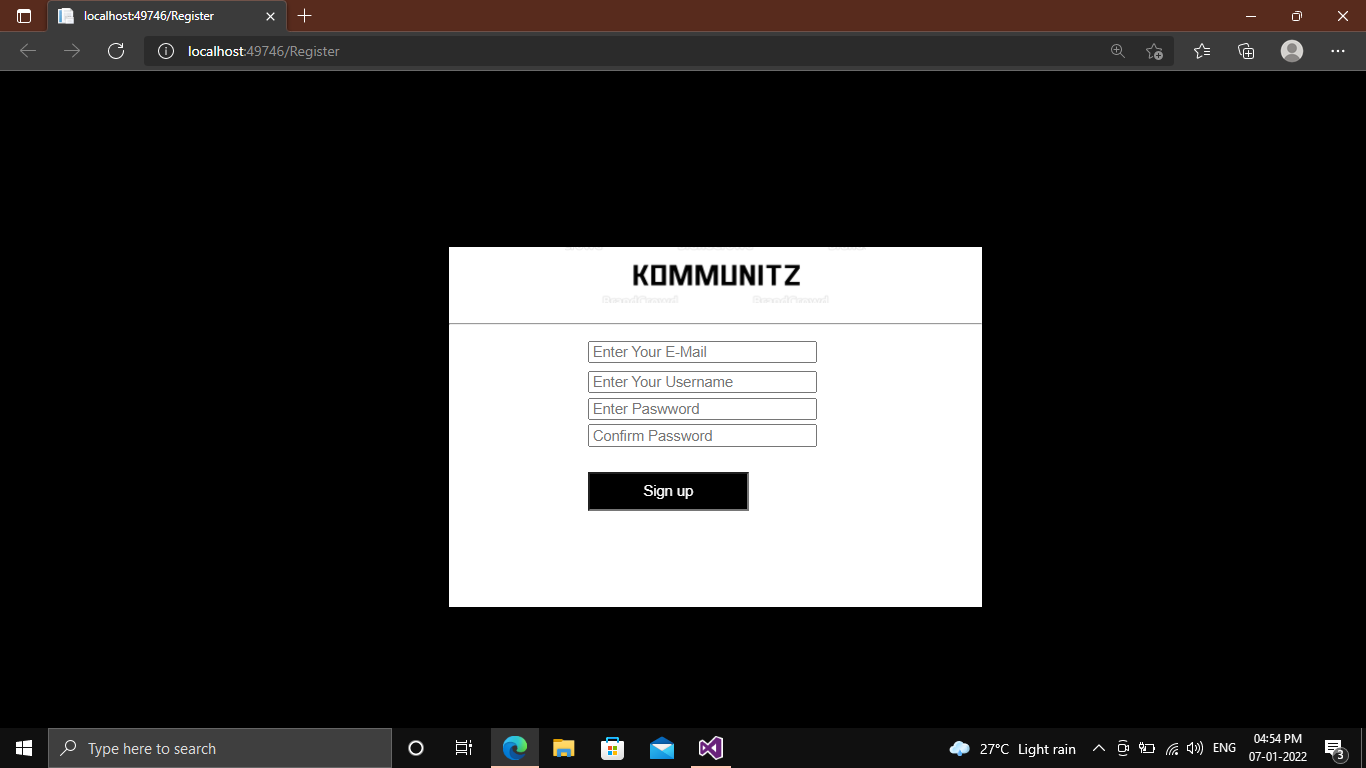 localhost:49746/Register
localhost:49746/Register
KOMMUNITZ
Enter Your E-Mail
Enter Your Username
Enter Paswword
Confirm Password
Sign up
Type here to search
27°C Light rain
ENG
04:54 PM
07-01-2022
3